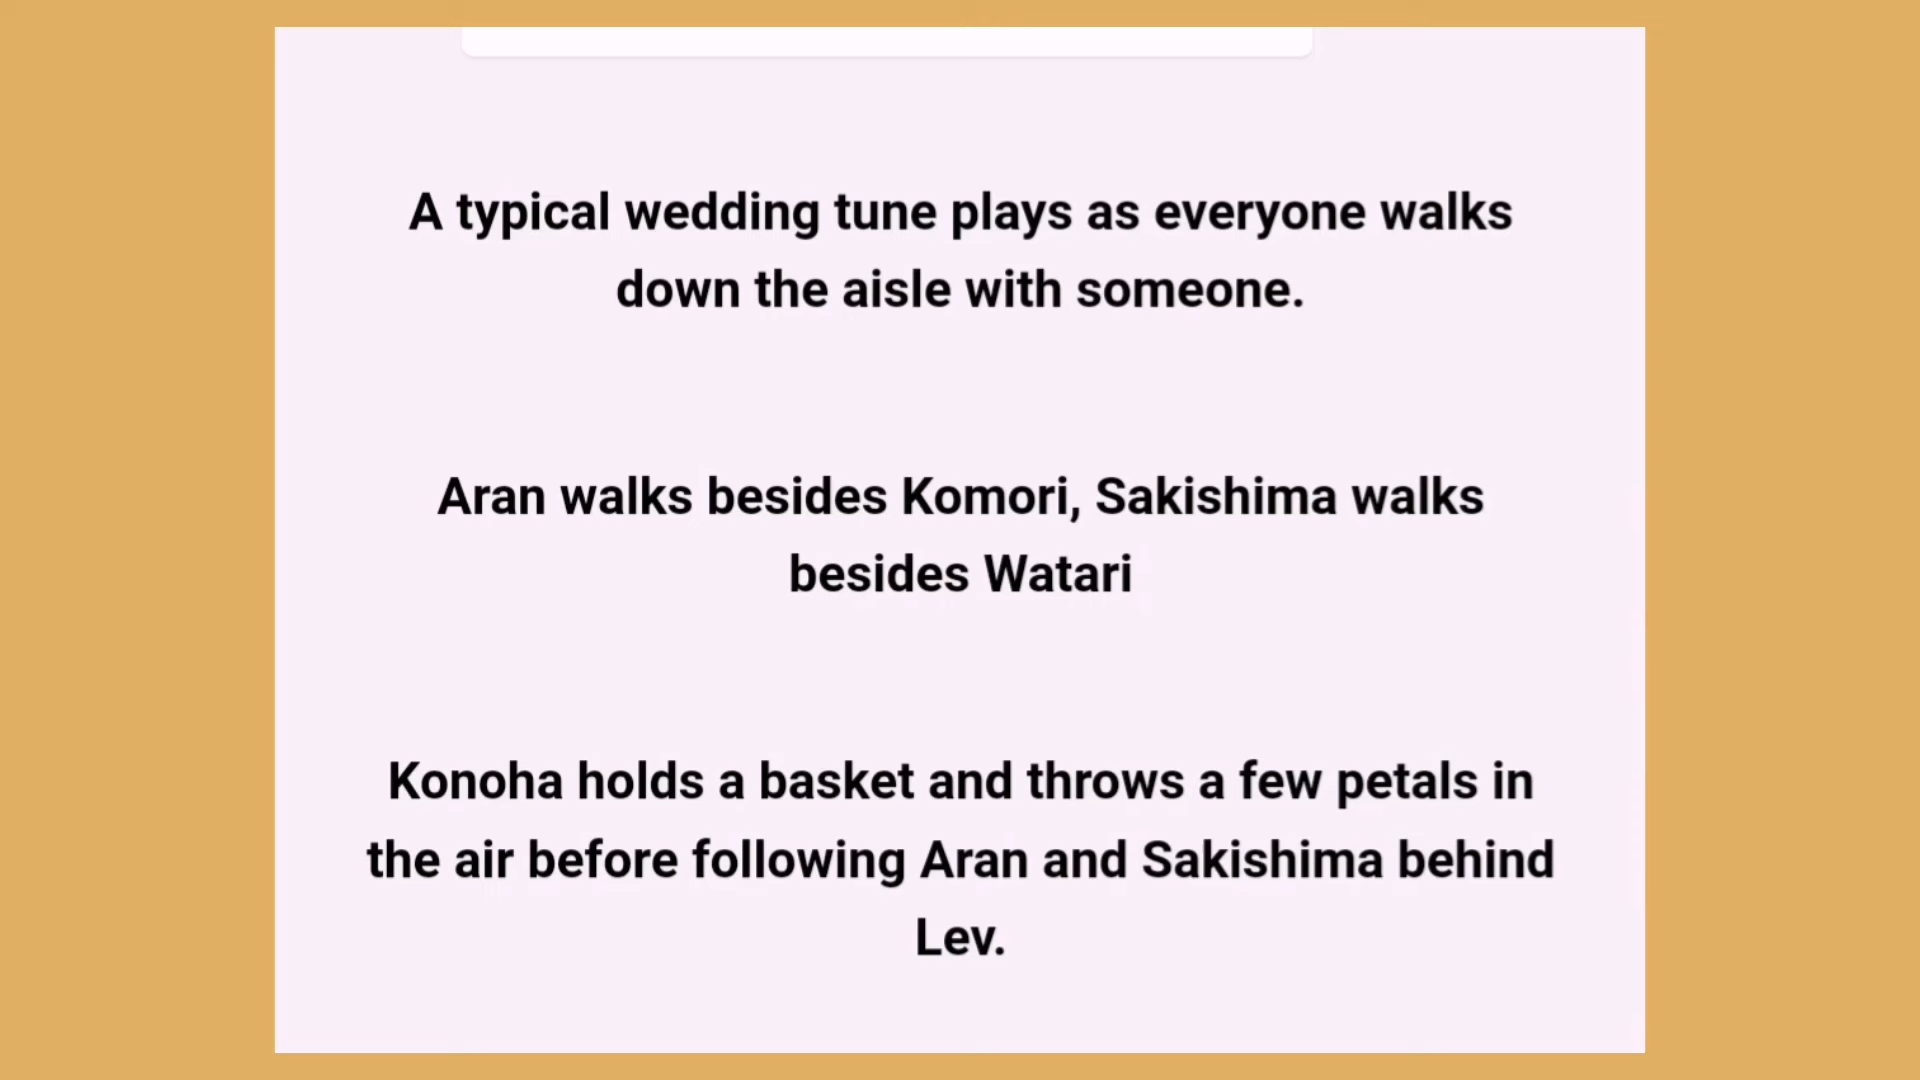 A typical wedding tune plays as everyone walks
down the aisle with someone.
Aran walks besides Komori, Sakishima walks
besides Watari
Konoha holds a basket and throws a few petals in
the air before following Aran and Sakishima behind
Lev.